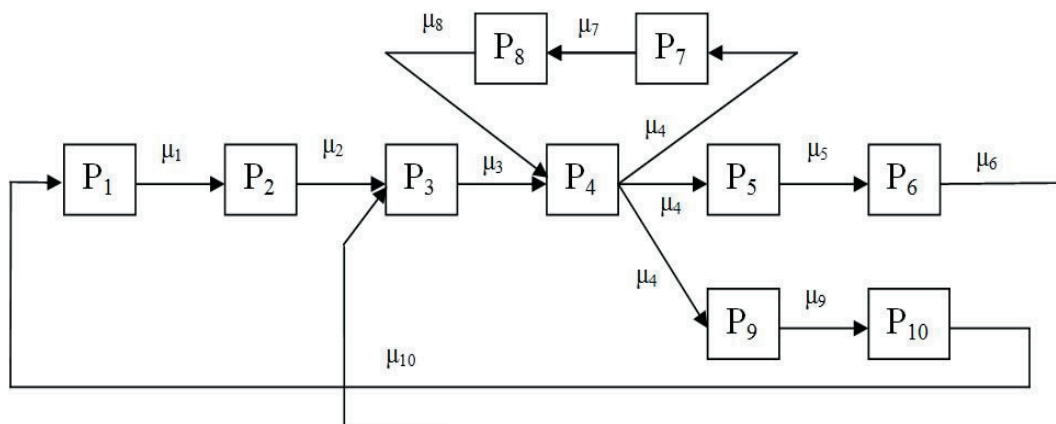 μ₈ P₈ μ₇ P₇
μ₄
P₁ μ₁ P₂ μ₂ P₃ μ₃ P₄ μ₄ P₅ μ₅ P₆ μ₆
μ₄ P₉ μ₉ P₁₀
μ₁₀